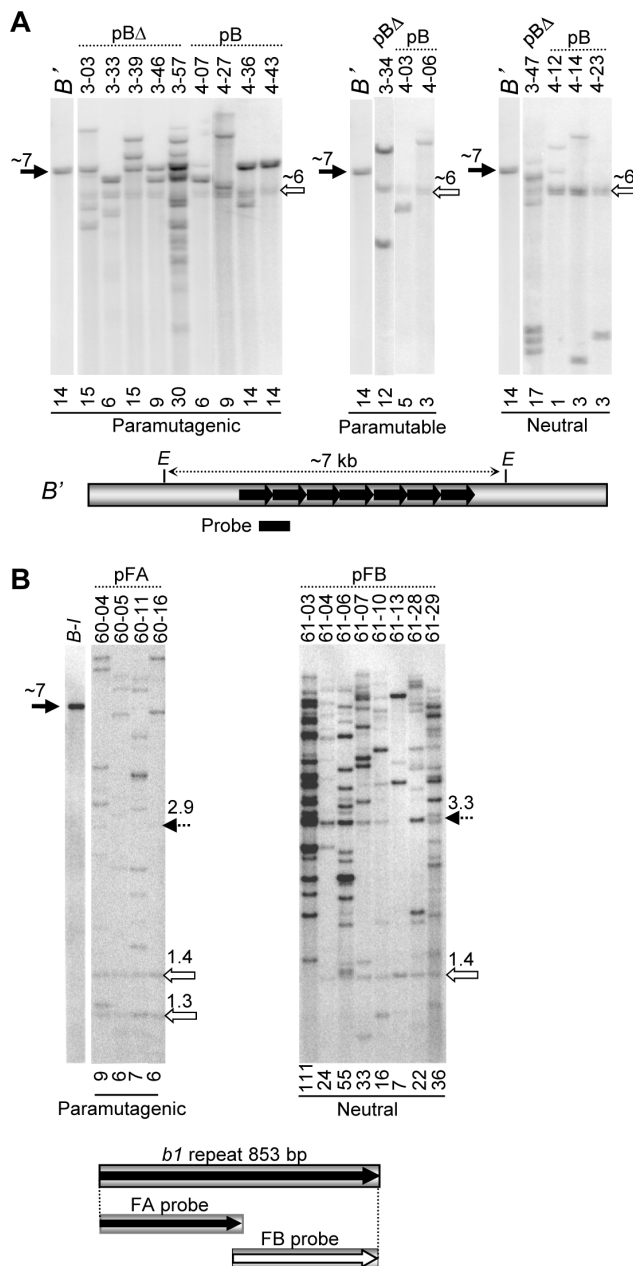 A
pBΔ pB pBΔ pB pBΔ pB
B’ 3-03 3-33 3-39 3-46 3-57 4-07 4-27 4-36 4-43 B’ 3-34 4-03 4-06 B’ 3-47 4-12 4-14 4-23
~7 ~6 ~7 ~6 ~7 ~6
14 15 6 15 9 30 6 9 14 14 14 12 5 3 14 17 1 3 3
Paramutagenic Paramutable Neutral
E ~7 kb E
B’
Probe
B
pFA pFB
B-I 60-04 60-05 60-11 60-16 61-03 61-04 61-06 61-07 61-10 61-13 61-28 61-29
~7
2.9 3.3
1.4 1.4
1.3
9 6 7 6 111 24 55 33 16 7 22 36
Paramutagenic Neutral
b1 repeat 853 bp
FA probe
FB probe